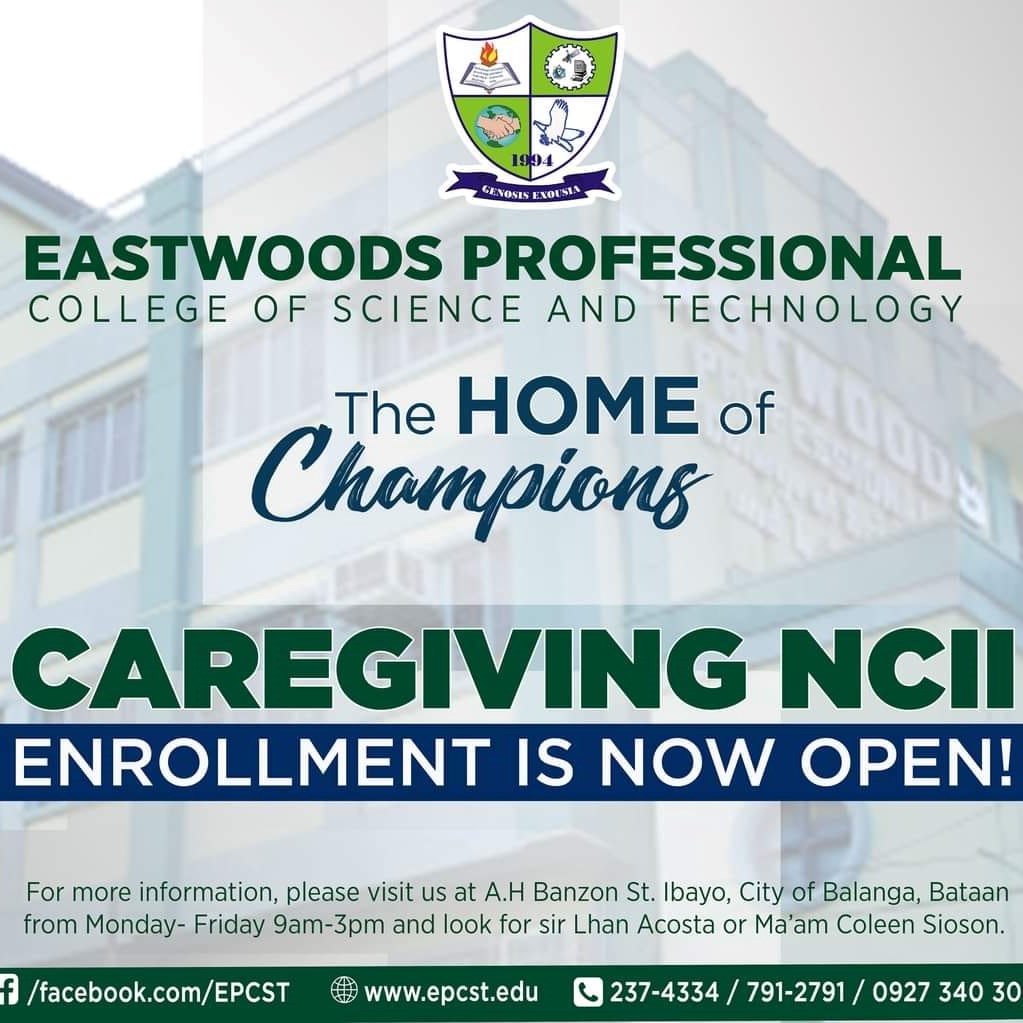 1994
GENOSIS EXOUSIA
EASTWOODS PROFESSIONAL
COLLEGE OF SCIENCE AND TECHNOLOGY
The HOME of
Champions
CAREGIVING NCII
ENROLLMENT IS NOW OPEN!
For more information, please visit us at A.H Banzon St. Ibayo, City of Balanga, Bataan
from Monday- Friday 9am-3pm and look for sir Lhan Acosta or Ma'am Coleen Sioson.
/facebook.com/EPCST www.epcst.edu 237-4334 / 791-2791 / 0927 340 30